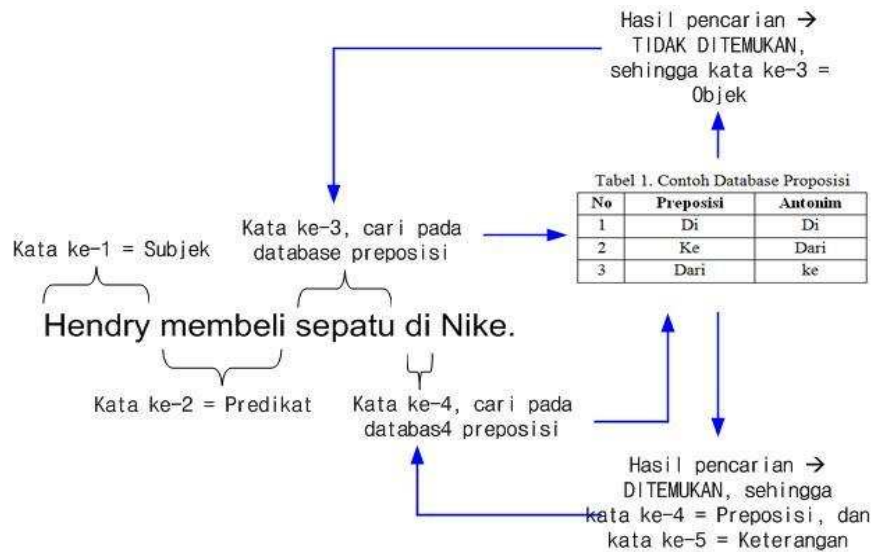 Hasil pencarian →
TIDAK DITEMUKAN,
sehingga kata ke-3 =
Objek
Tabel 1. Contoh Database Proposisi
No Preposisi Antonim
1 Di Di
2 Ke Dari
3 Dari ke
Kata ke-3, cari pada
database preposisi
Kata ke-1 = Subjek
Hendry membeli sepatu di Nike.
Kata ke-2 = Predikat
Kata ke-4, cari pada
databas4 preposisi
Hasil pencarian →
DITEMUKAN, sehingga
kata ke-4 = Preposisi, dan
kata ke-5 = Keterangan